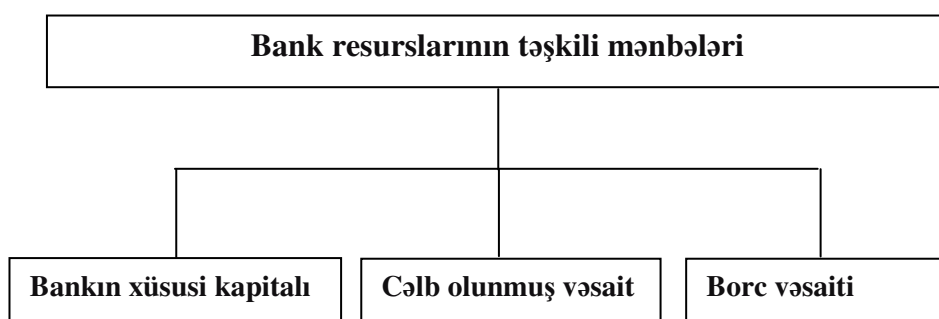 Bank resurslarının təşkili mənbələri
Bankın xüsusi kapitalı
Cəlb olunmuş vəsait
Borc vəsaiti